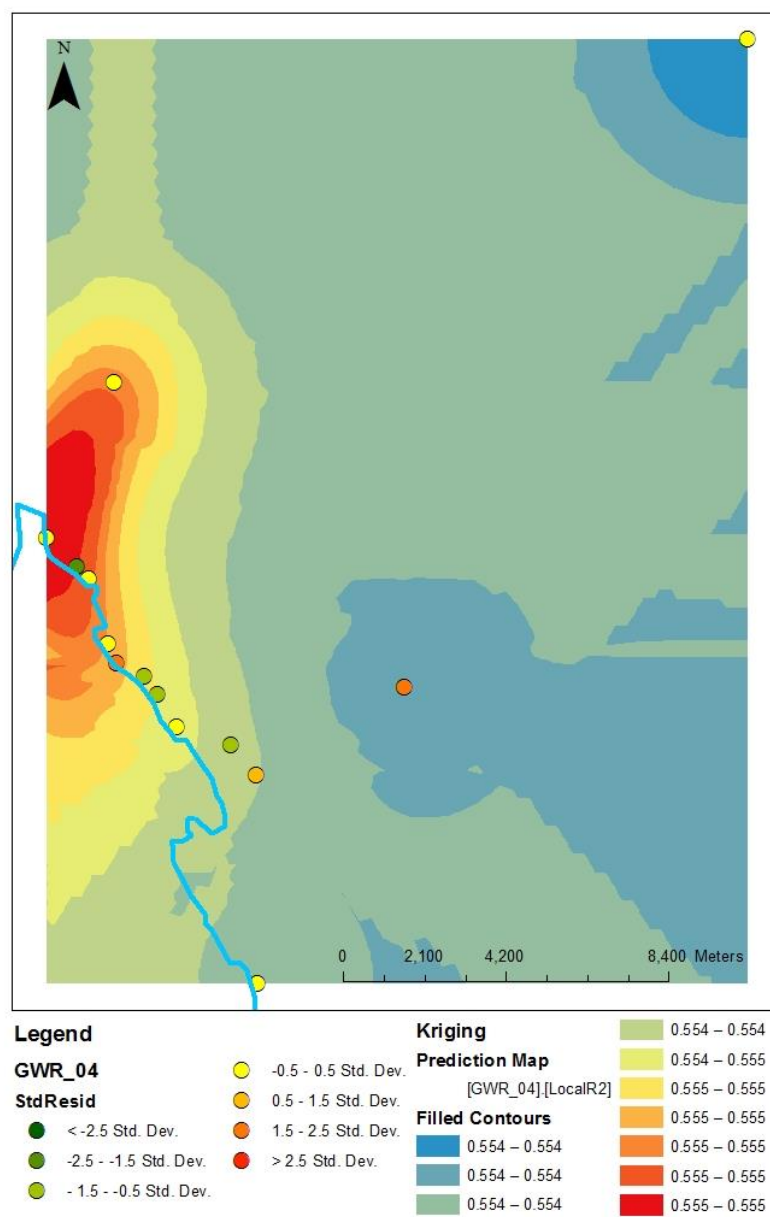 N
0 2,100 4,200 8,400 Meters
Legend
GWR_04
StdResid
< -2.5 Std. Dev.
-2.5 - -1.5 Std. Dev.
- 1.5 - -0.5 Std. Dev.
-0.5 - 0.5 Std. Dev.
0.5 - 1.5 Std. Dev.
1.5 - 2.5 Std. Dev.
> 2.5 Std. Dev.
Kriging
Prediction Map
[GWR_04].[LocalR2]
Filled Contours
0.554 – 0.554
0.554 – 0.554
0.554 – 0.554
0.554 – 0.554
0.554 – 0.555
0.555 – 0.555
0.555 – 0.555
0.555 – 0.555
0.555 – 0.555
0.555 – 0.555